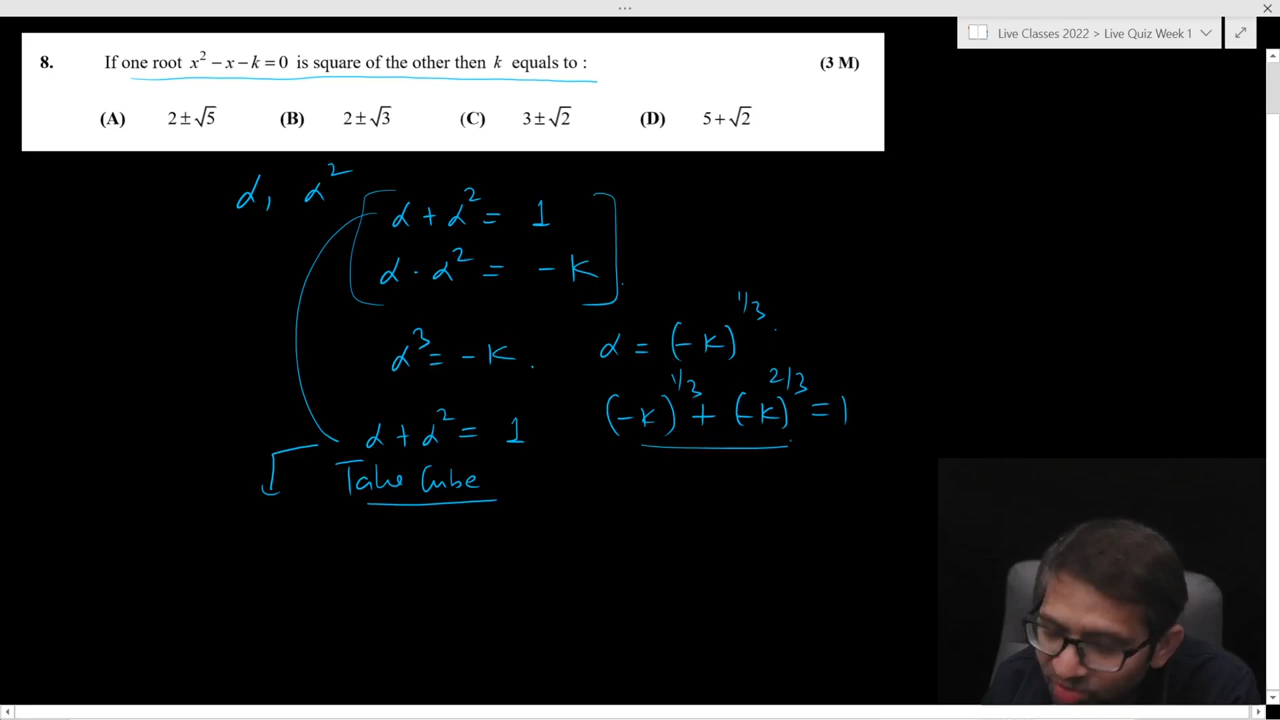 Live Classes 2022 > Live Quiz Week 1
8. If one root x² − x − k = 0 is square of the other then k equals to : (3 M)
(A) 2 ± √5 (B) 2 ± √3 (C) 3 ± √2 (D) 5 + √2
α, α²
α + α² = 1
α · α² = − K
α³ = − K . α = (− K)^1/3
(− K)^1/3 + (− K)^2/3 = 1
α + α² = 1
Take Cube